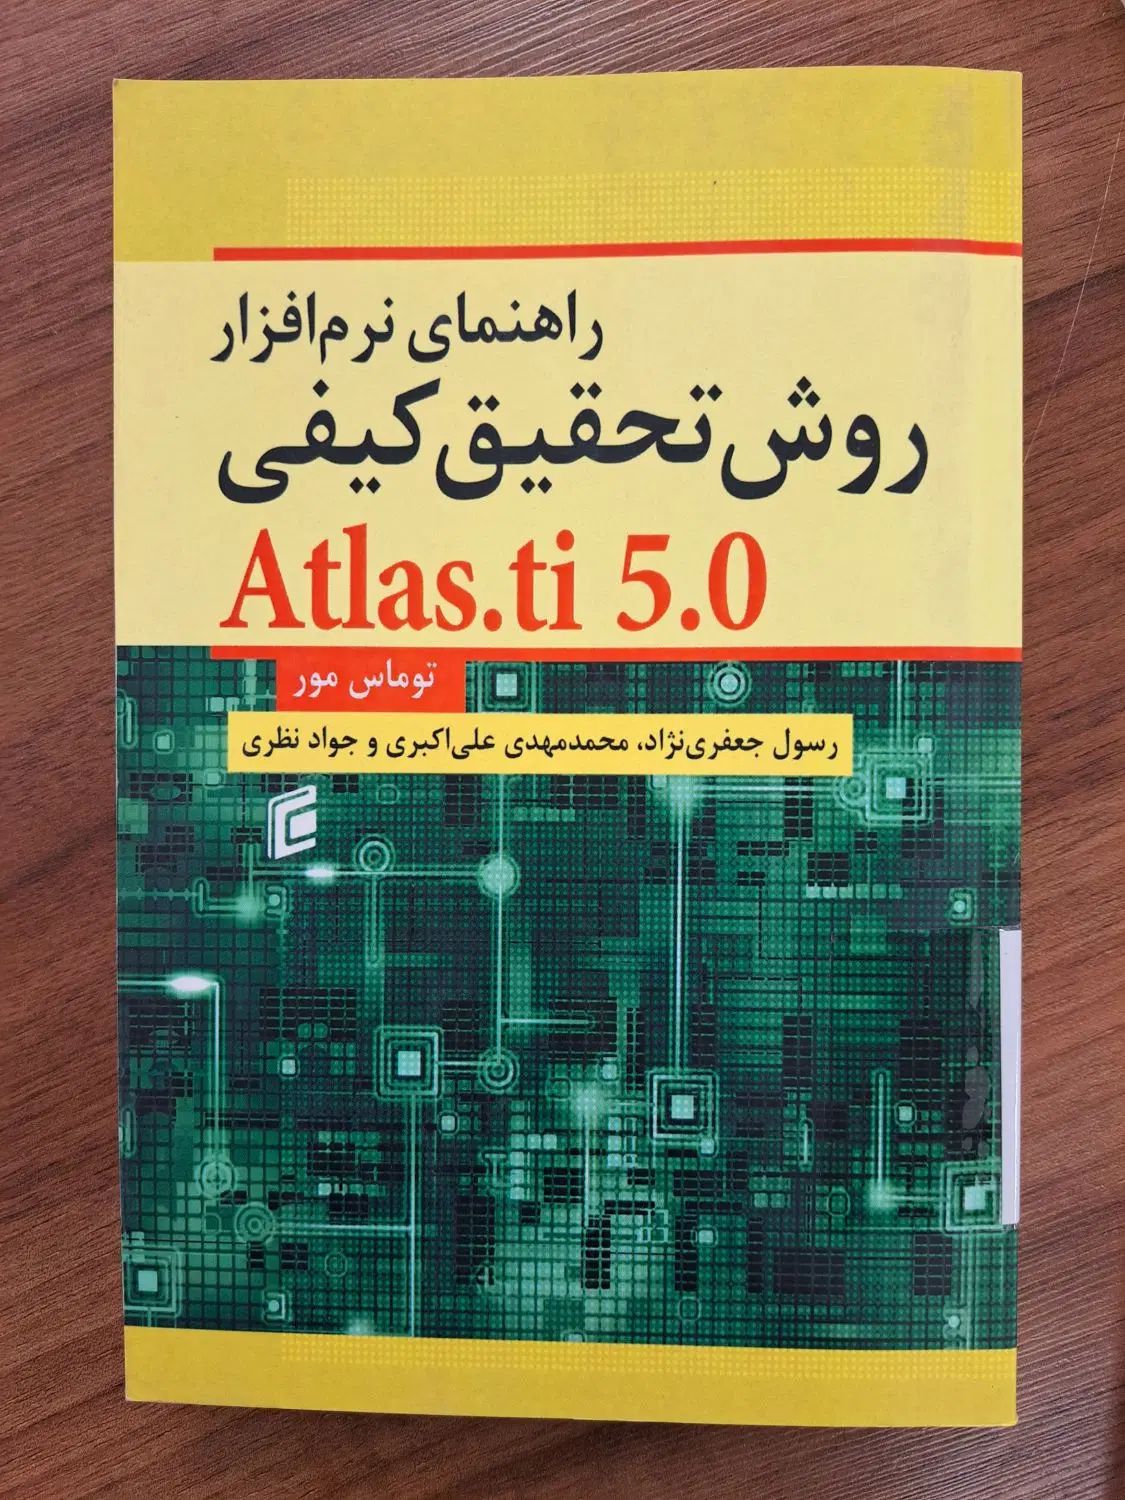 راهنمای نرم‌افزار
روش تحقیق کیفی
Atlas.ti 5.0
توماس مور
رسول جعفری‌نژاد، محمدمهدی علی‌اکبری و جواد نظری